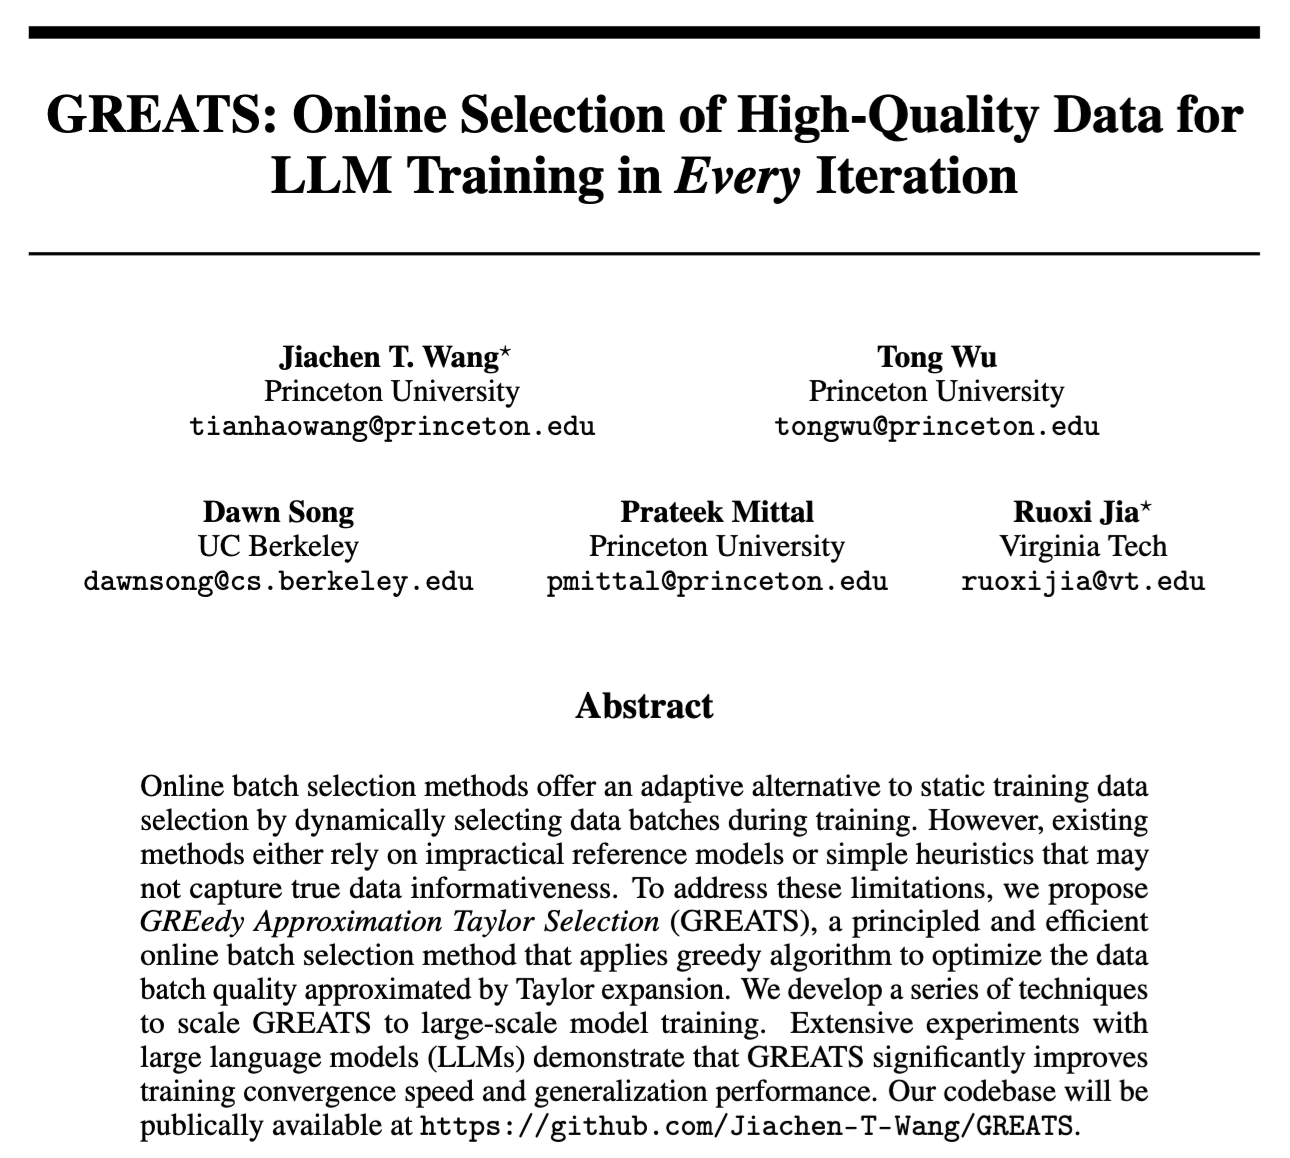 GREATS: Online Selection of High-Quality Data for
LLM Training in Every Iteration
Jiachen T. Wang⋆
Princeton University
tianhaowang@princeton.edu
Tong Wu
Princeton University
tongwu@princeton.edu
Dawn Song
UC Berkeley
dawnsong@cs.berkeley.edu
Prateek Mittal
Princeton University
pmittal@princeton.edu
Ruoxi Jia⋆
Virginia Tech
ruoxijia@vt.edu
Abstract
Online batch selection methods offer an adaptive alternative to static training data
selection by dynamically selecting data batches during training. However, existing
methods either rely on impractical reference models or simple heuristics that may
not capture true data informativeness. To address these limitations, we propose
GREedy Approximation Taylor Selection (GREATS), a principled and efficient
online batch selection method that applies greedy algorithm to optimize the data
batch quality approximated by Taylor expansion. We develop a series of techniques
to scale GREATS to large-scale model training. Extensive experiments with
large language models (LLMs) demonstrate that GREATS significantly improves
training convergence speed and generalization performance. Our codebase will be
publically available at https://github.com/Jiachen-T-Wang/GREATS.